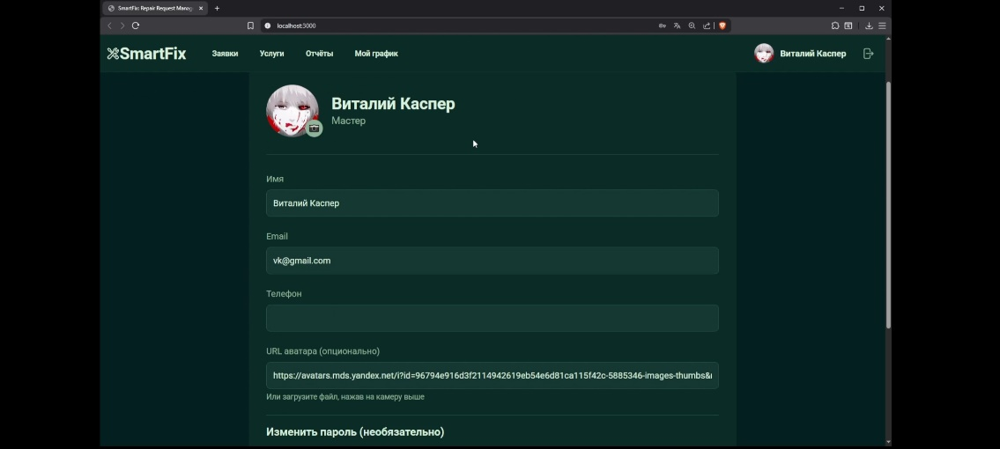 SmartFix: Repair Request Manag
localhost:3000
SmartFix
Заявки
Услуги
Отчёты
Мой график
Виталий Каспер
Виталий Каспер
Мастер
Имя
Виталий Каспер
Email
vk@gmail.com
Телефон
URL аватара (опционально)
https://avatars.mds.yandex.net/i?id=96794e916d3f2114942619eb54e6d81ca115f42c-5885346-images-thumbs&
Или загрузите файл, нажав на камеру выше
Изменить пароль (необязательно)